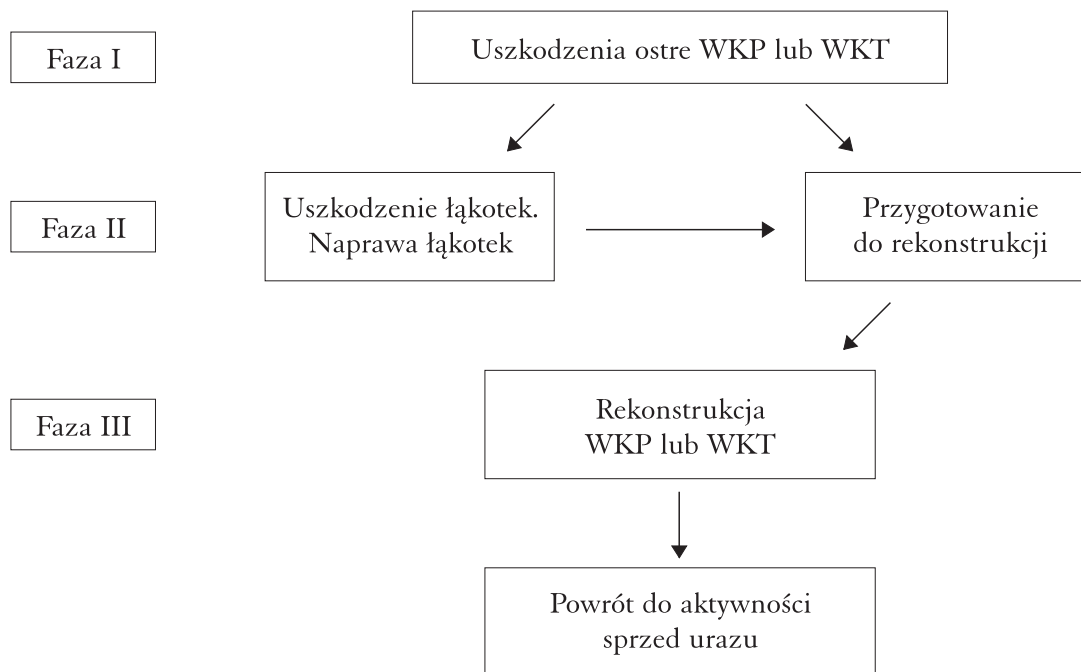 Faza I
Uszkodzenia ostre WKP lub WKT
Faza II
Uszkodzenie łąkotek.
Naprawa łąkotek
Przygotowanie
do rekonstrukcji
Faza III
Rekonstrukcja
WKP lub WKT
Powrót do aktywności
sprzed urazu